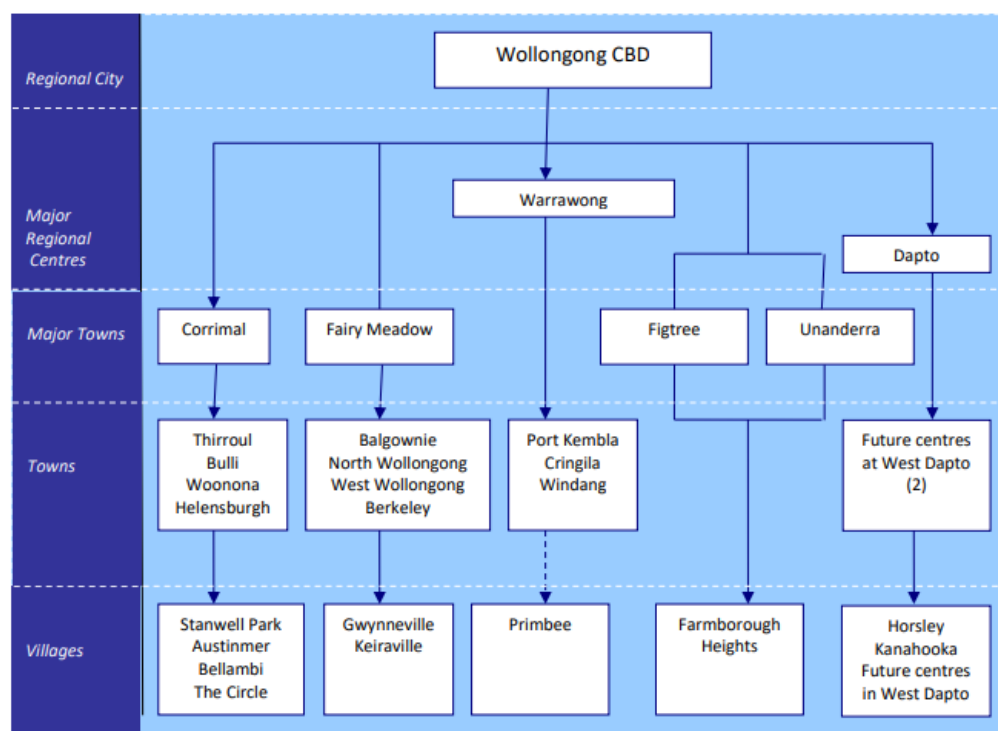 Regional City
Wollongong CBD
Major
Regional
Centres
Warrawong
Dapto
Major Towns
Corrimal
Fairy Meadow
Figtree
Unanderra
Towns
Thirroul
Bulli
Woonona
Helensburgh
Balgownie
North Wollongong
West Wollongong
Berkeley
Port Kembla
Cringila
Windang
Future centres
at West Dapto
(2)
Villages
Stanwell Park
Austinmer
Bellambi
The Circle
Gwynneville
Keiraville
Primbee
Farmborough
Heights
Horsley
Kanahooka
Future centres
in West Dapto